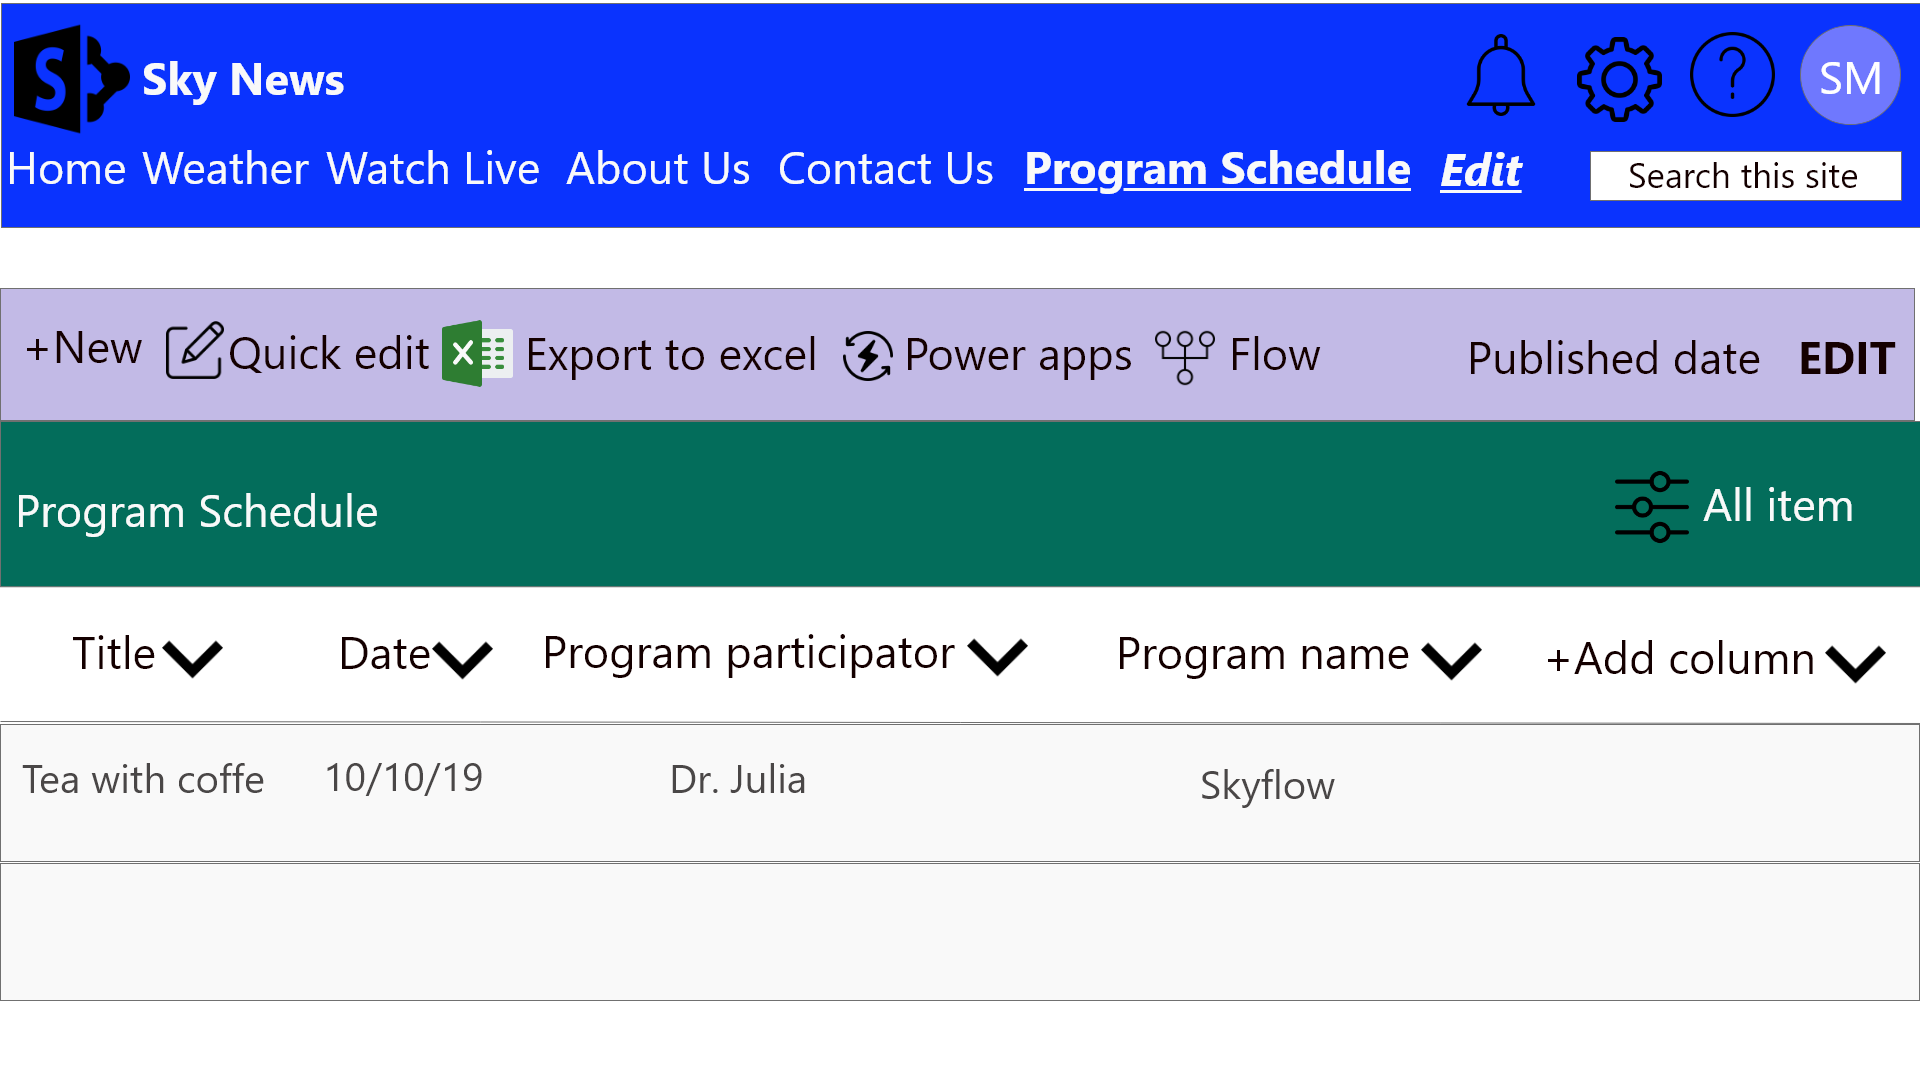 Sky News
SM
Home Weather Watch Live About Us Contact Us Program Schedule Edit Search this site
+New Quick edit Export to excel Power apps Flow Published date EDIT
Program Schedule All item
Title Date Program participator Program name +Add column
Tea with coffe 10/10/19 Dr. Julia Skyflow